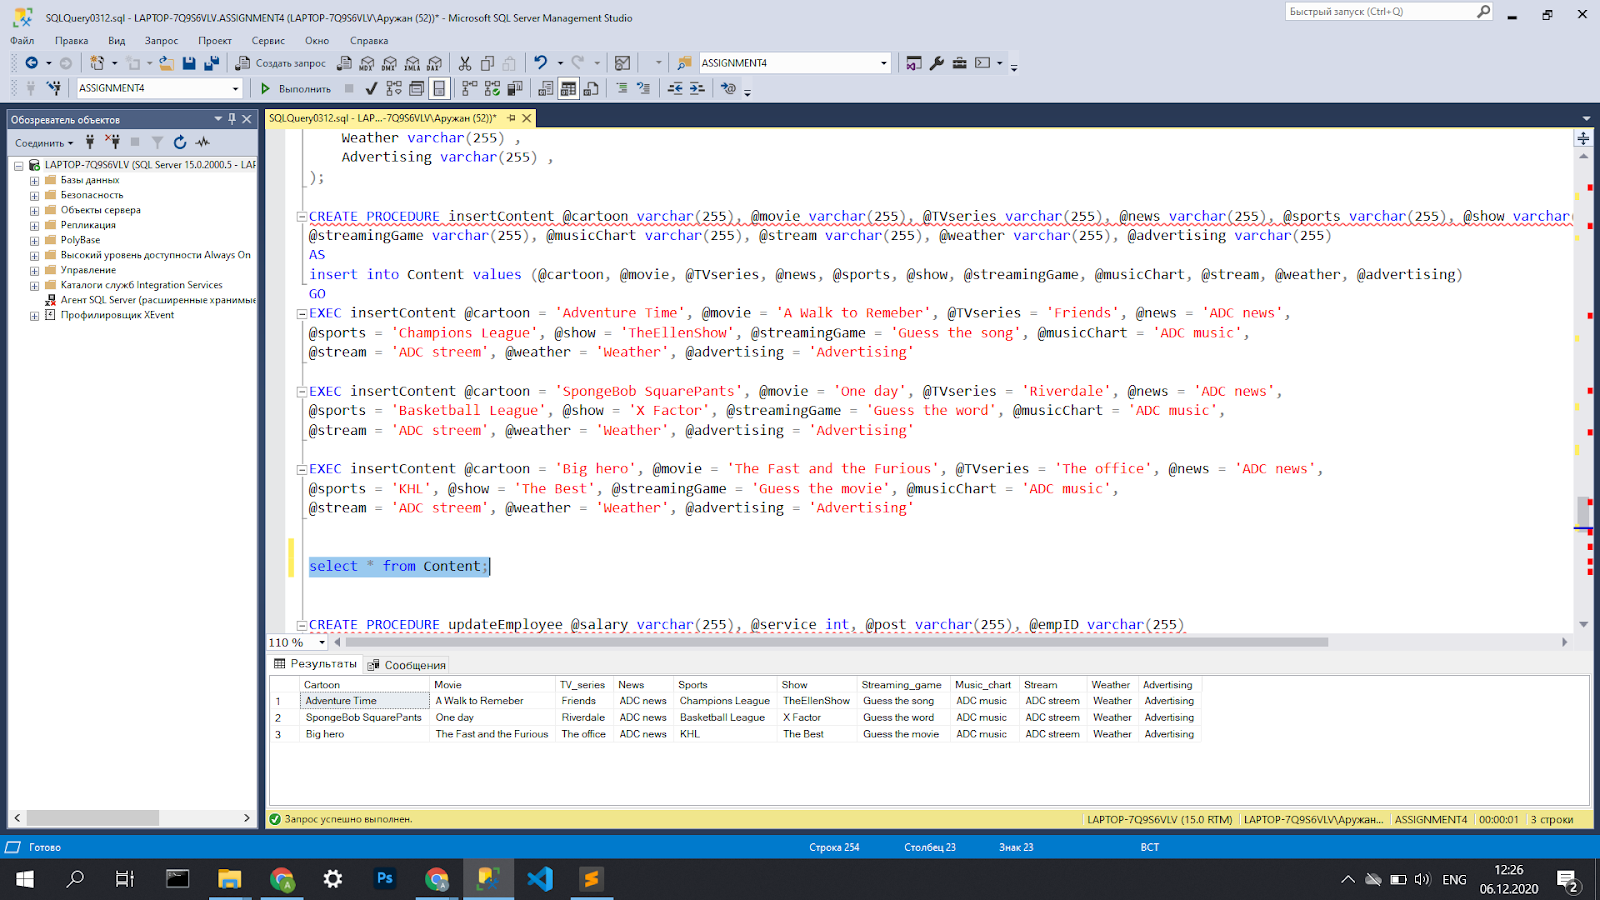 SQLQuery0312.sql - LAPTOP-7Q9S6VLV.ASSIGNMENT4 (LAPTOP-7Q9S6VLV\Аружан (52))* - Microsoft SQL Server Management Studio
Быстрый запуск (Ctrl+Q)
Файл Правка Вид Запрос Проект Сервис Окно Справка
Создать запрос
ASSIGNMENT4
ASSIGNMENT4
Выполнить
Обозреватель объектов
Соединить
LAPTOP-7Q9S6VLV (SQL Server 15.0.2000.5 - LAP
Базы данных
Безопасность
Объекты сервера
Репликация
PolyBase
Высокий уровень доступности Always On
Управление
Каталоги служб Integration Services
Агент SQL Server (расширенные хранимые
Профилировщик XEvent
SQLQuery0312.sql - LAP...-7Q9S6VLV\Аружан (52))*
Weather varchar(255) ,
Advertising varchar(255) ,
);
CREATE PROCEDURE insertContent @cartoon varchar(255), @movie varchar(255), @TVseries varchar(255), @news varchar(255), @sports varchar(255), @show varchar(
@streamingGame varchar(255), @musicChart varchar(255), @stream varchar(255), @weather varchar(255), @advertising varchar(255)
AS
insert into Content values (@cartoon, @movie, @TVseries, @news, @sports, @show, @streamingGame, @musicChart, @stream, @weather, @advertising)
GO
EXEC insertContent @cartoon = 'Adventure Time', @movie = 'A Walk to Remeber', @TVseries = 'Friends', @news = 'ADC news',
@sports = 'Champions League', @show = 'TheEllenShow', @streamingGame = 'Guess the song', @musicChart = 'ADC music',
@stream = 'ADC streem', @weather = 'Weather', @advertising = 'Advertising'
EXEC insertContent @cartoon = 'SpongeBob SquarePants', @movie = 'One day', @TVseries = 'Riverdale', @news = 'ADC news',
@sports = 'Basketball League', @show = 'X Factor', @streamingGame = 'Guess the word', @musicChart = 'ADC music',
@stream = 'ADC streem', @weather = 'Weather', @advertising = 'Advertising'
EXEC insertContent @cartoon = 'Big hero', @movie = 'The Fast and the Furious', @TVseries = 'The office', @news = 'ADC news',
@sports = 'KHL', @show = 'The Best', @streamingGame = 'Guess the movie', @musicChart = 'ADC music',
@stream = 'ADC streem', @weather = 'Weather', @advertising = 'Advertising'
select * from Content;
CREATE PROCEDURE updateEmployee @salary varchar(255), @service int, @post varchar(255), @empID varchar(255)
110 %
Результаты Сообщения
Cartoon Movie TV_series News Sports Show Streaming_game Music_chart Stream Weather Advertising
1 Adventure Time A Walk to Remeber Friends ADC news Champions League TheEllenShow Guess the song ADC music ADC streem Weather Advertising
2 SpongeBob SquarePants One day Riverdale ADC news Basketball League X Factor Guess the word ADC music ADC streem Weather Advertising
3 Big hero The Fast and the Furious The office ADC news KHL The Best Guess the movie ADC music ADC streem Weather Advertising
Запрос успешно выполнен. LAPTOP-7Q9S6VLV (15.0 RTM) LAPTOP-7Q9S6VLV\Аружан... ASSIGNMENT4 00:00:01 3 строки
Готово Строка 254 Столбец 23 Знак 23 ВСТ
Ps
ENG
12:26
06.12.2020
2